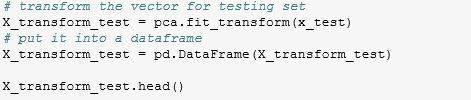 # transform the vector for testing set
X_transform_test = pca.fit_transform(x_test)
# put it into a dataframe
X_transform_test = pd.DataFrame(X_transform_test)
X_transform_test.head()